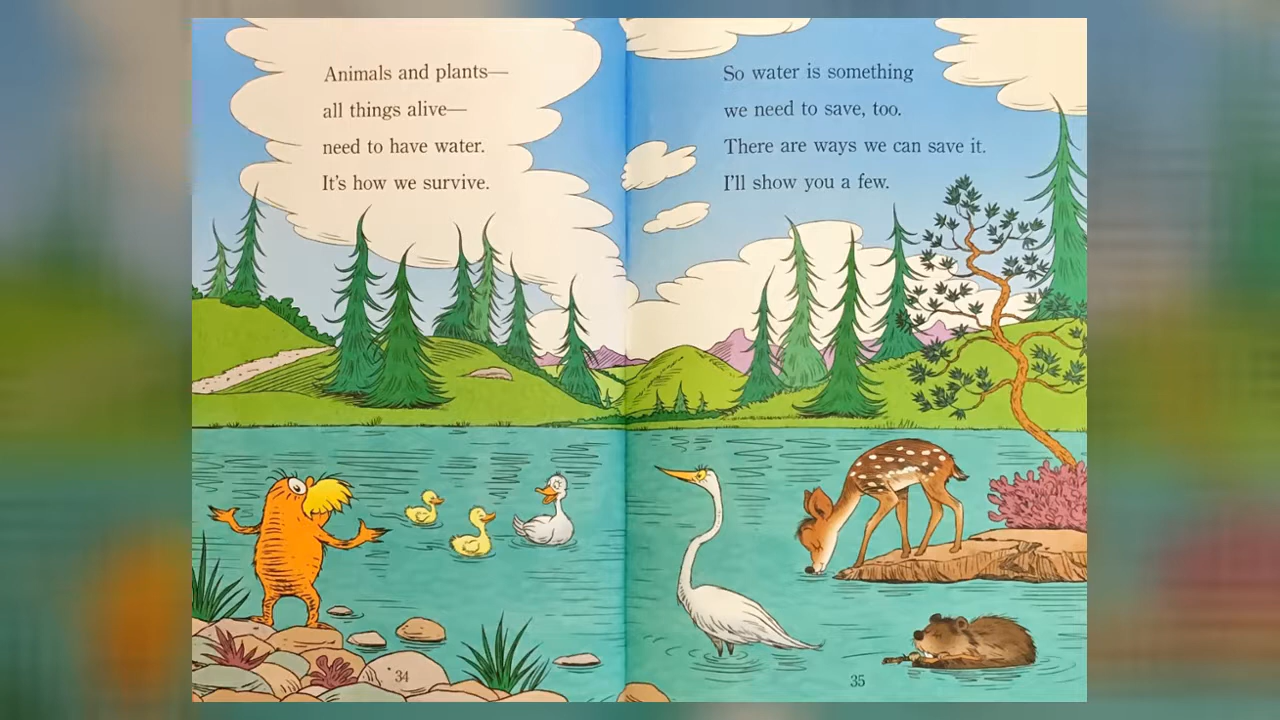 Animals and plants—
all things alive—
need to have water.
It's how we survive.
34
So water is something
we need to save, too.
There are ways we can save it.
I'll show you a few.
35